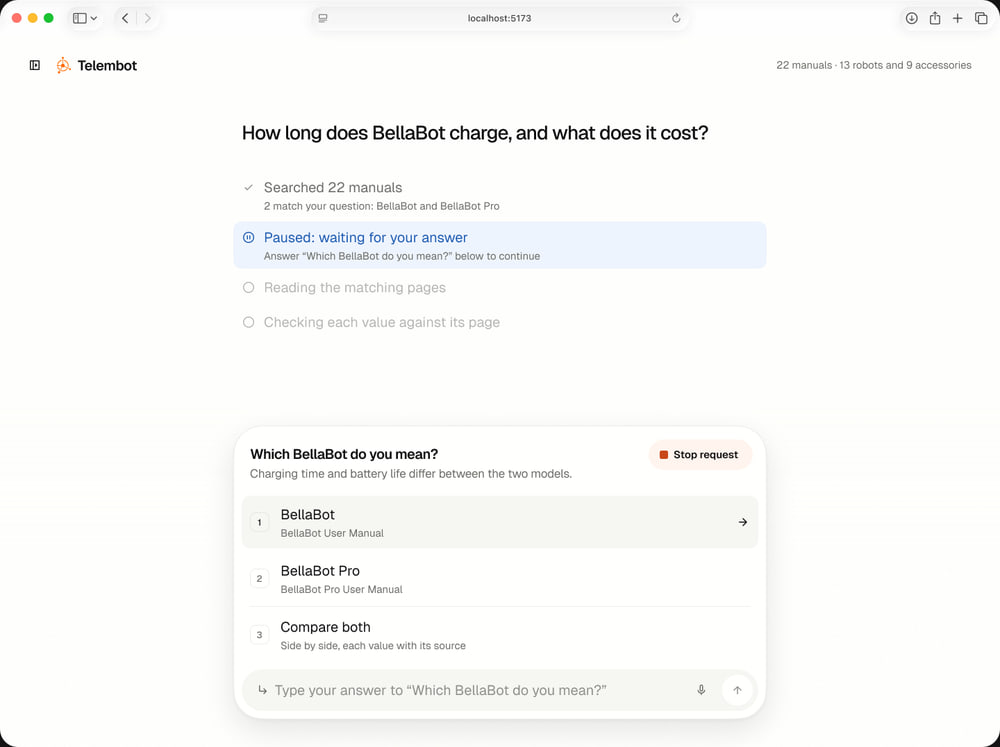 localhost:5173
Telembot
22 manuals · 13 robots and 9 accessories
How long does BellaBot charge, and what does it cost?
Searched 22 manuals
2 match your question: BellaBot and BellaBot Pro
Paused: waiting for your answer
Answer “Which BellaBot do you mean?” below to continue
Reading the matching pages
Checking each value against its page
Which BellaBot do you mean?
Stop request
Charging time and battery life differ between the two models.
1
BellaBot
BellaBot User Manual
2
BellaBot Pro
BellaBot Pro User Manual
3
Compare both
Side by side, each value with its source
Type your answer to “Which BellaBot do you mean?”